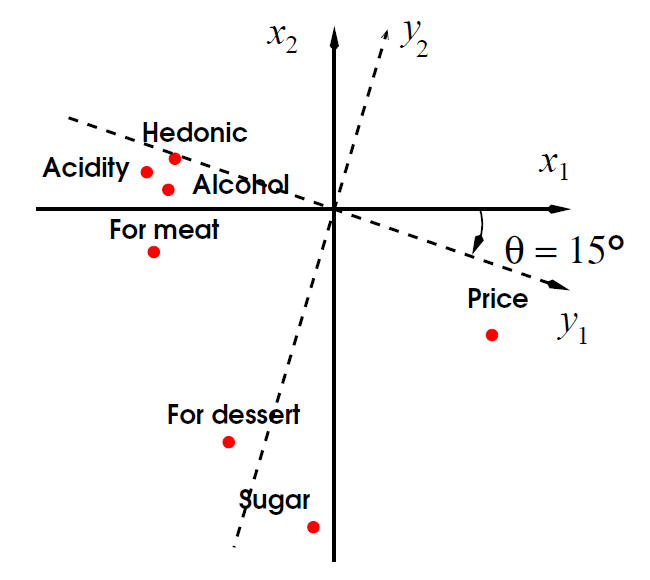 x₂
y₂
Hedonic
Acidity
Alcohol
x₁
For meat
θ = 15°
Price
y₁
For dessert
Sugar